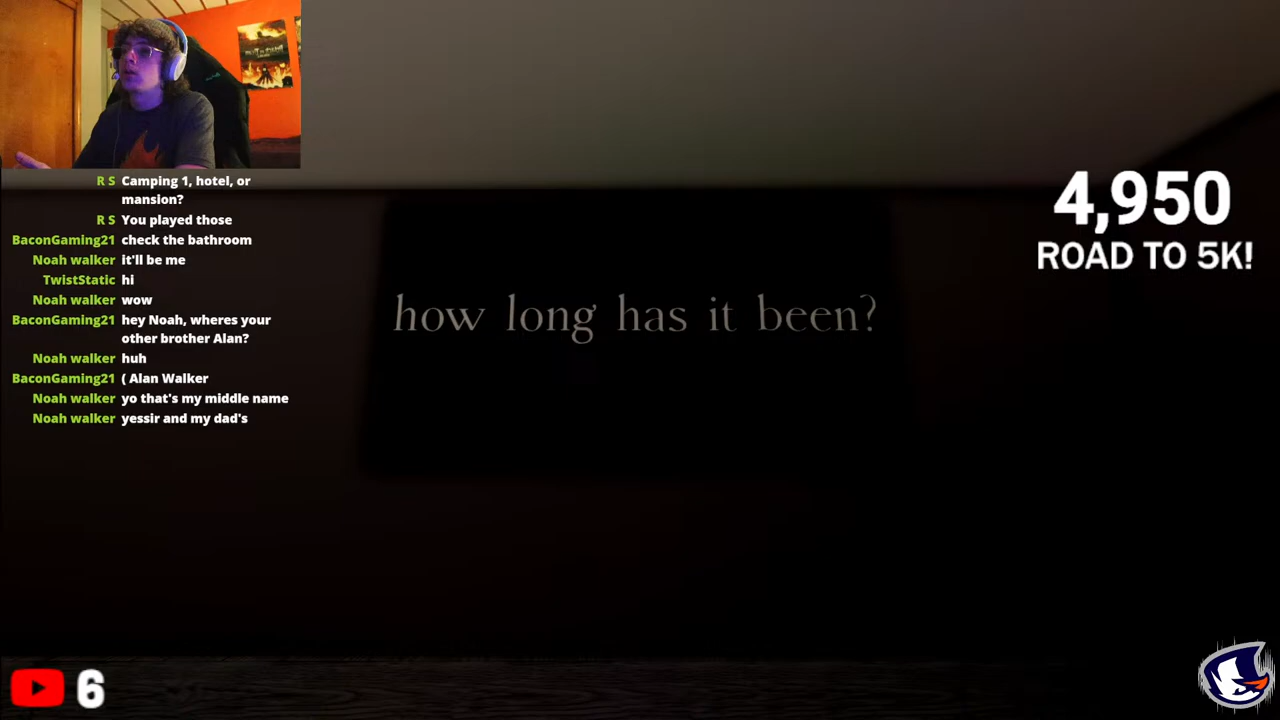 R S Camping 1, hotel, or
mansion?
R S You played those
BaconGaming21 check the bathroom
Noah walker it'll be me
TwistStatic hi
Noah walker wow
BaconGaming21 hey Noah, wheres your
other brother Alan?
Noah walker huh
BaconGaming21 ( Alan Walker
Noah walker yo that's my middle name
Noah walker yessir and my dad's
how long has it been?
4,950
ROAD TO 5K!
6